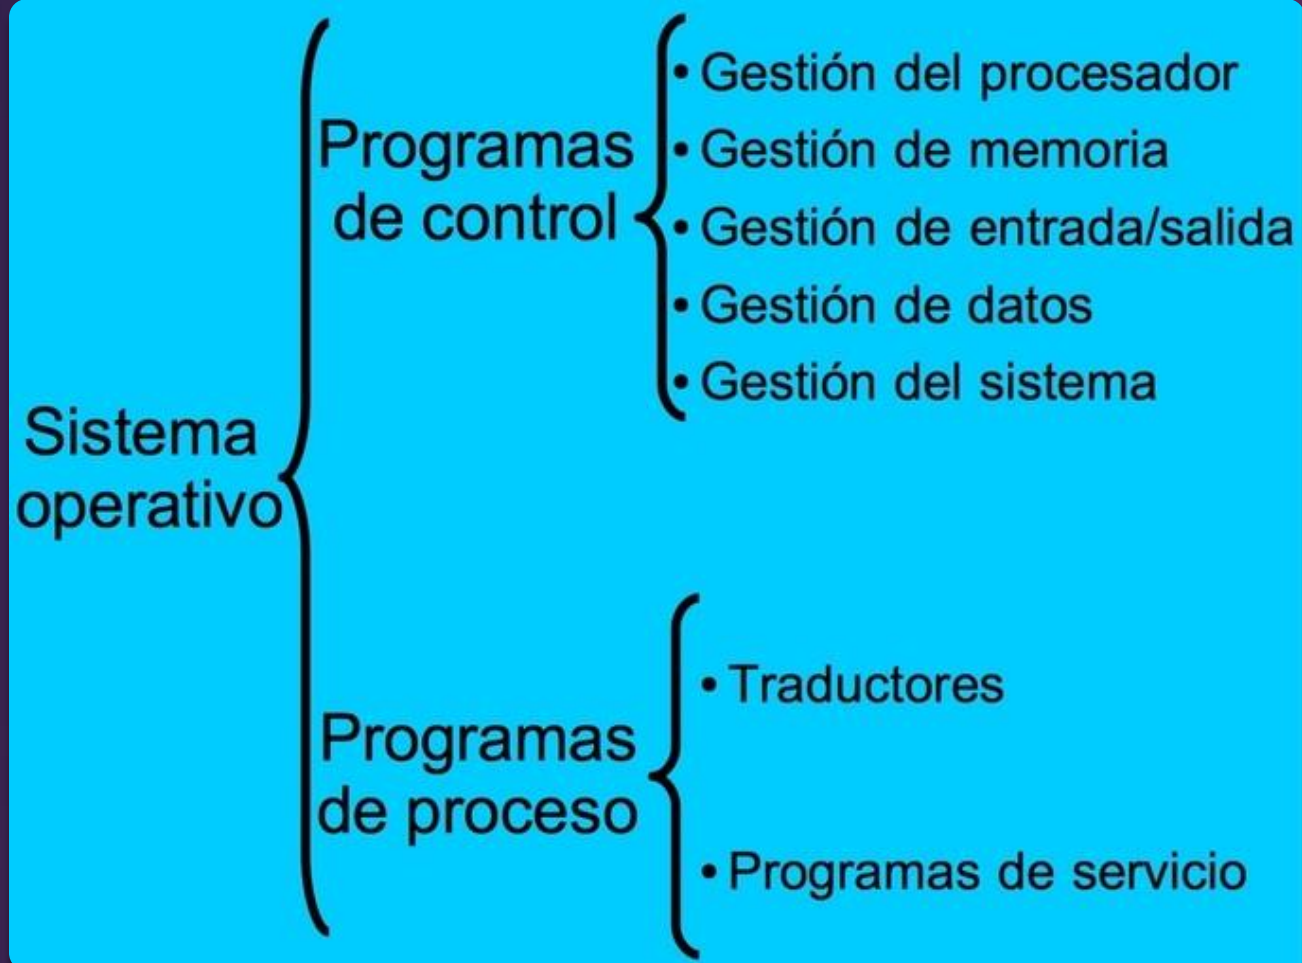 Sistema
operativo
Programas
de control
• Gestión del procesador
• Gestión de memoria
• Gestión de entrada/salida
• Gestión de datos
• Gestión del sistema
Programas
de proceso
• Traductores
• Programas de servicio